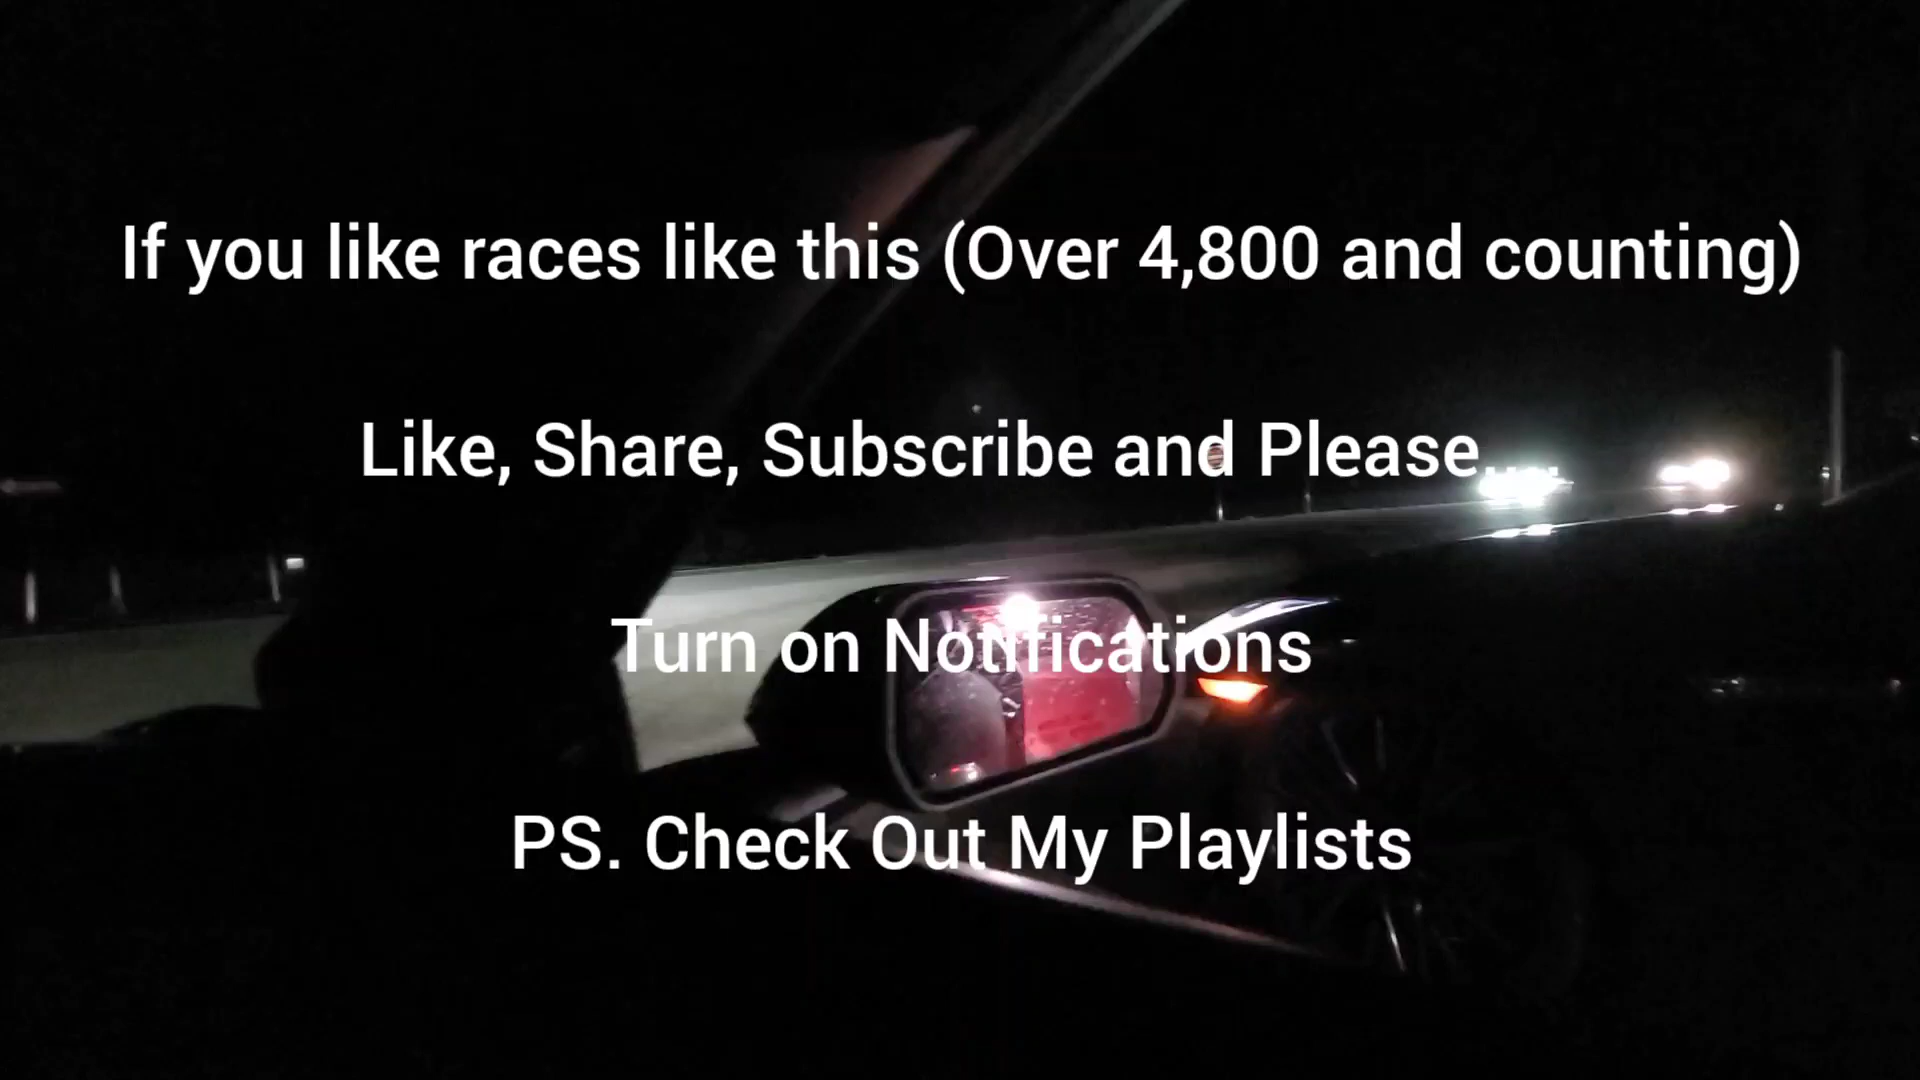 If you like races like this (Over 4,800 and counting)
Like, Share, Subscribe and Please....
Turn on Notifications
PS. Check Out My Playlists